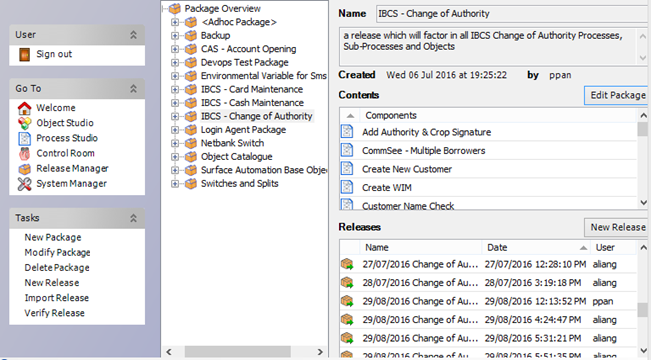 User
Sign out
Go To
Welcome
Object Studio
Process Studio
Control Room
Release Manager
System Manager
Tasks
New Package
Modify Package
Delete Package
New Release
Import Release
Verify Release
Package Overview
<Adhoc Package>
Backup
CAS - Account Opening
Devops Test Package
Environmental Variable for Sms
IBCS - Card Maintenance
IBCS - Cash Maintenance
IBCS - Change of Authority
Login Agent Package
Netbank Switch
Object Catalogue
Surface Automation Base Obje
Switches and Splits
Name IBCS - Change of Authority
a release which will factor in all IBCS Change of Authority Processes,
Sub-Processes and Objects
Created Wed 06 Jul 2016 at 19:25:22 by ppan
Contents Edit Package
Components
Add Authority & Crop Signature
CommSee - Multiple Borrowers
Create New Customer
Create WIM
Customer Name Check
Releases New Release
Name Date User
27/07/2016 Change of Au... 27/07/2016 12:28:10 PM aliang
28/07/2016 Change of Au... 28/07/2016 3:19:18 PM aliang
29/08/2016 Change of Au... 29/08/2016 12:13:52 PM ppan
29/08/2016 Change of Au... 29/08/2016 4:24:47 PM aliang
29/08/2016 Change of Au... 29/08/2016 5:31:21 PM aliang
29/08/2016 Change of Au... 29/08/2016 5:51:35 PM aliang